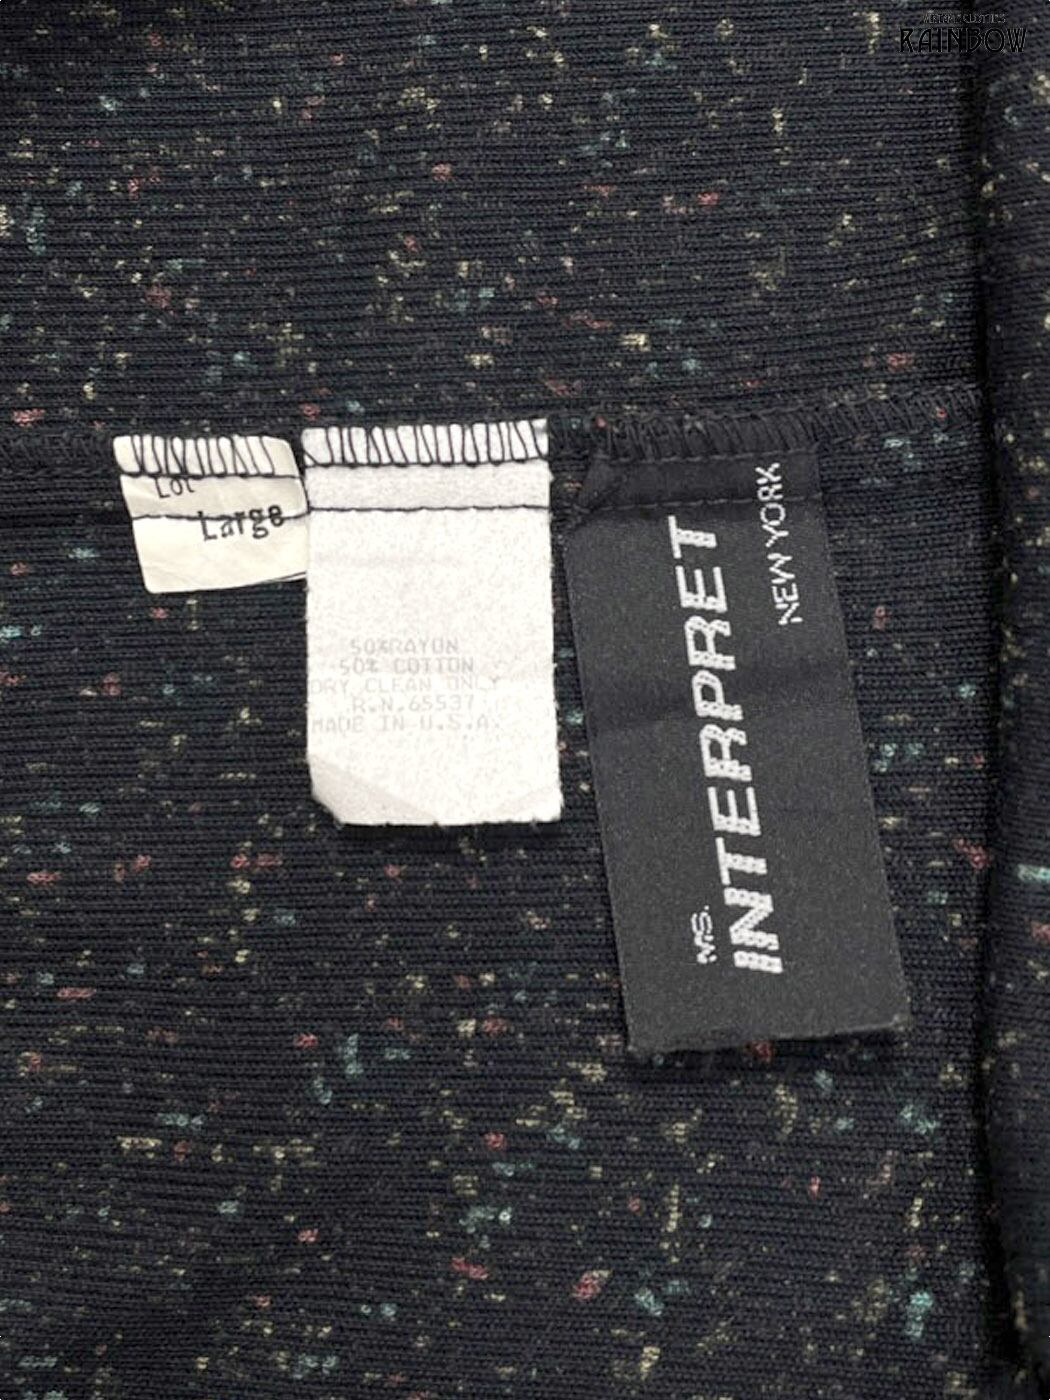 RAINBOW
Lot
Large
50%RAYON
50% COTTON
DRY CLEAN ONLY
R.N.65537
MADE IN U.S.A.
MS.
INTERPRET
NEW YORK